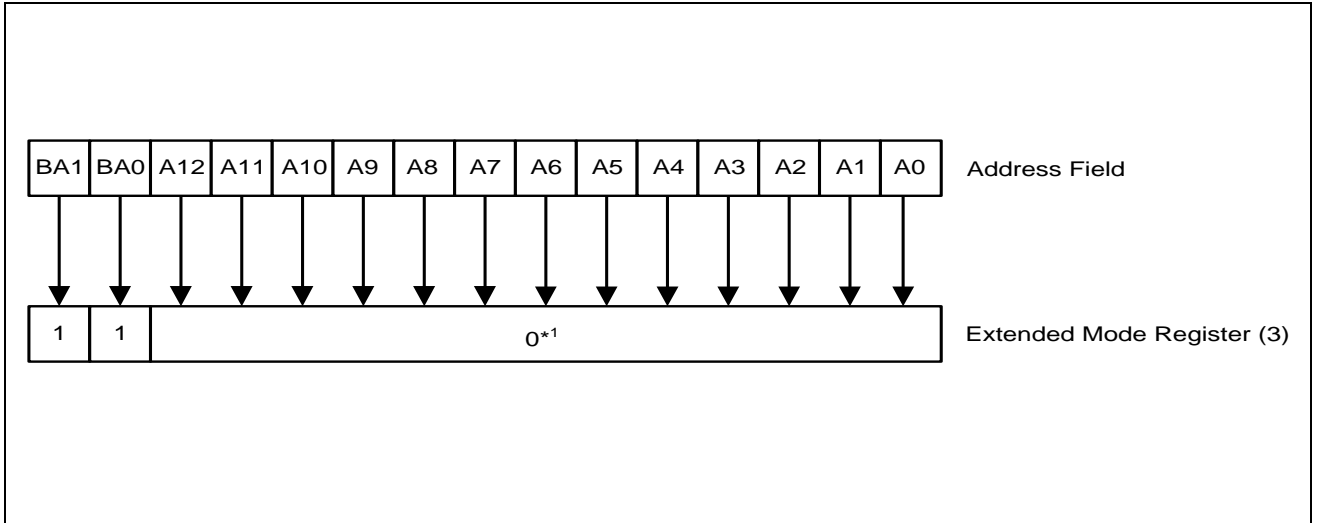 BA1 BA0 A12 A11 A10 A9 A8 A7 A6 A5 A4 A3 A2 A1 A0 Address Field
1 1 0*1 Extended Mode Register (3)